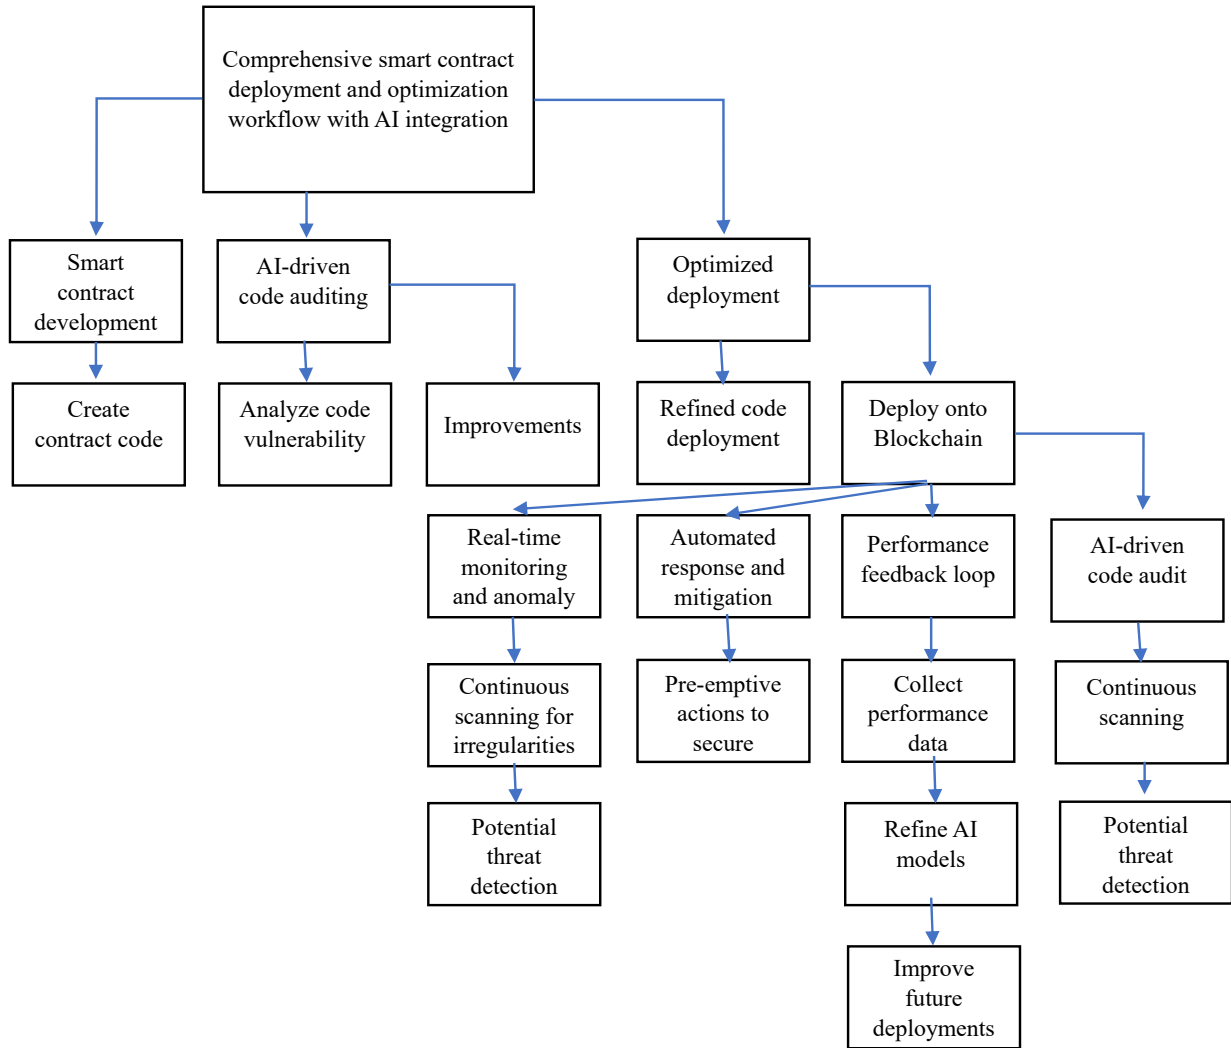 Comprehensive smart contract
deployment and optimization
workflow with AI integration
Smart
contract
development
AI-driven
code auditing
Optimized
deployment
Create
contract code
Analyze code
vulnerability
Improvements
Refined code
deployment
Deploy onto
Blockchain
Real-time
monitoring
and anomaly
Automated
response and
mitigation
Performance
feedback loop
AI-driven
code audit
Continuous
scanning for
irregularities
Pre-emptive
actions to
secure
Collect
performance
data
Continuous
scanning
Potential
threat
detection
Refine AI
models
Potential
threat
detection
Improve
future
deployments